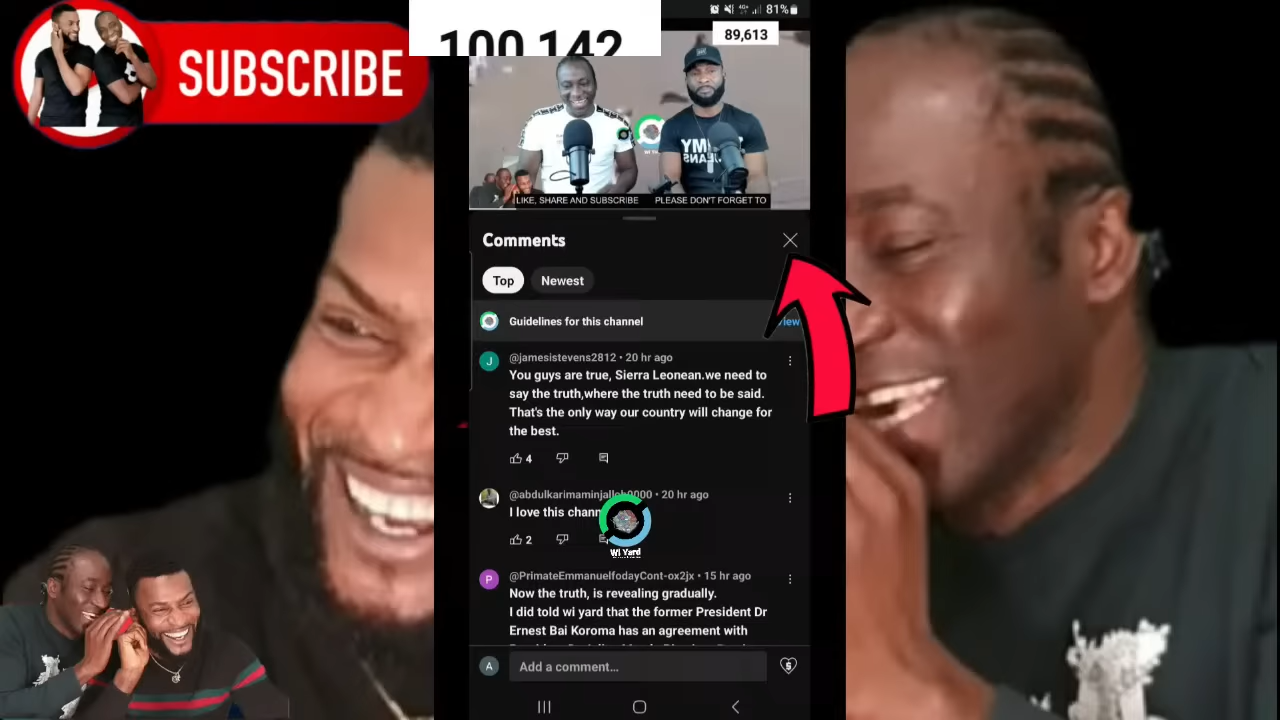 SUBSCRIBE
100,142
81%
89,613
WI YARD
LIKE, SHARE AND SUBSCRIBE PLEASE DON'T FORGET TO
Comments
Top
Newest
Guidelines for this channel
View
J
@jamesistevens2812 • 20 hr ago
You guys are true, Sierra Leonean.we need to
say the truth,where the truth need to be said.
That's the only way our country will change for
the best.
4
20 hr ago
I love this
2
Wi Yard
P
@PrimateEmmanuelfodayCont-ox2jx • 15 hr ago
Now the truth, is revealing gradually.
I did told wi yard that the former President Dr
Ernest Bai Koroma has an agreement with
A
Add a comment...